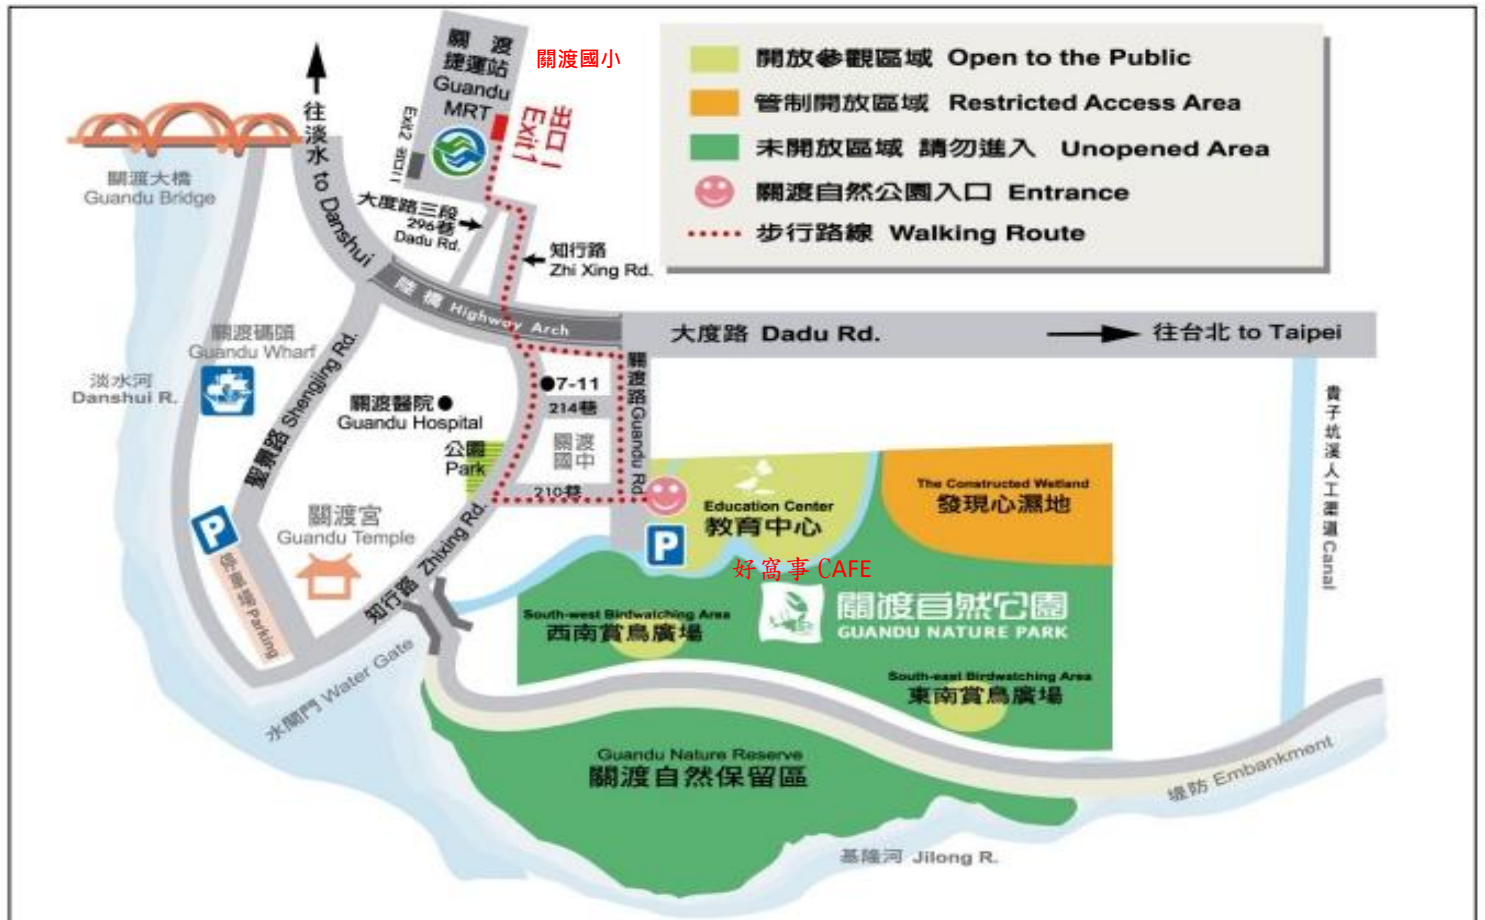 關渡
捷運站
Guandu
MRT
關渡國小
出口1
Exit1
Exit2 出口
開放參觀區域 Open to the Public
管制開放區域 Restricted Access Area
未開放區域 請勿進入 Unopened Area
關渡自然公園入口 Entrance
步行路線 Walking Route
往淡水 to Danshui
關渡大橋
Guandu Bridge
大度路三段
296巷
Dadu Rd.
知行路
Zhi Xing Rd.
陸橋 Highway Arch
大度路 Dadu Rd.
往台北 to Taipei
關渡碼頭
Guandu Wharf
淡水河
Danshui R.
聖景路 Shengjing Rd.
關渡醫院
Guandu Hospital
公園
Park
7-11
214巷
關渡
國中
210巷
關渡路 Guandu Rd.
貴子坑溪人工渠道 Canal
P
關渡宮
Guandu Temple
停車場 Parking
知行路 Zhixing Rd.
Education Center
教育中心
P
The Constructed Wetland
發現心濕地
好窩事 CAFE
關渡自然公園
GUANDU NATURE PARK
South-west Birdwatching Area
西南賞鳥廣場
South-east Birdwatching Area
東南賞鳥廣場
水閘門 Water Gate
Guandu Nature Reserve
關渡自然保留區
堤防 Embankment
基隆河 Jilong R.